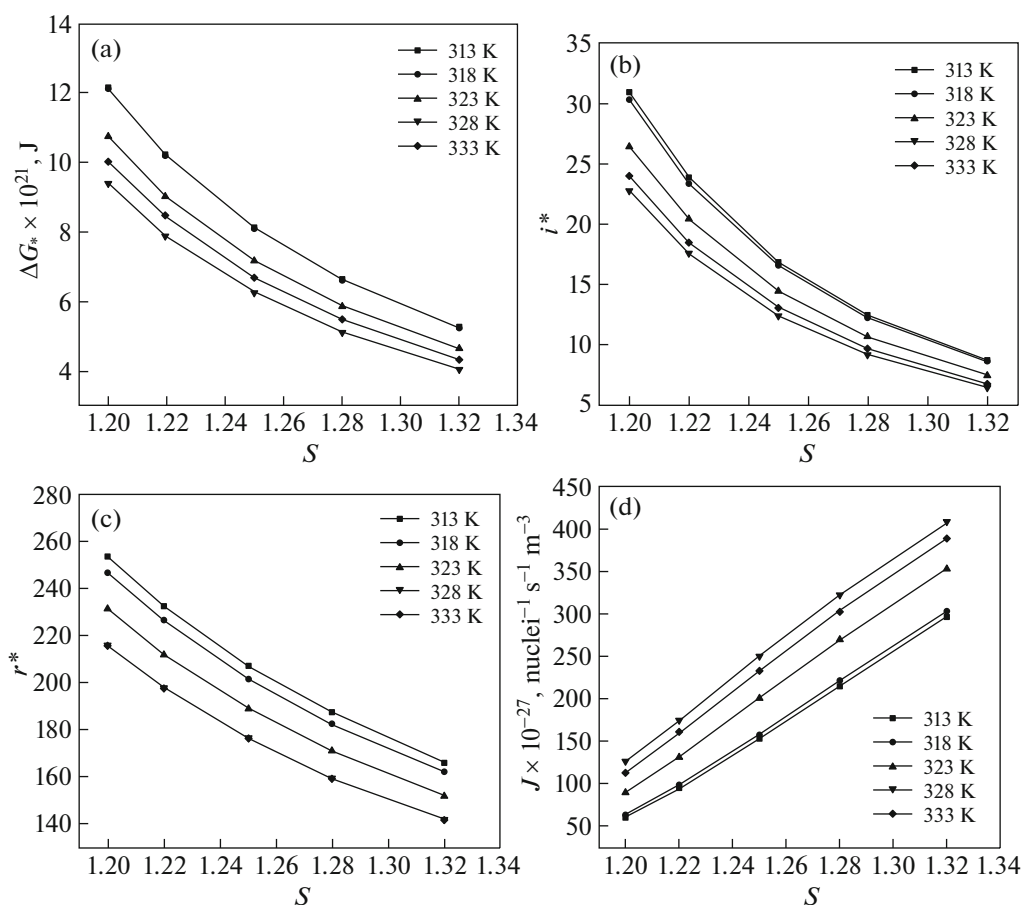 (a)
313 K
318 K
323 K
328 K
333 K
14
12
10
8
6
4
ΔG* × 10²¹, J
1.20 1.22 1.24 1.26 1.28 1.30 1.32 1.34
S
(b)
313 K
318 K
323 K
328 K
333 K
35
30
25
20
15
10
5
i*
1.20 1.22 1.24 1.26 1.28 1.30 1.32
S
(c)
313 K
318 K
323 K
328 K
333 K
280
260
240
220
200
180
160
140
r*
1.20 1.22 1.24 1.26 1.28 1.30 1.32 1.34
S
(d)
450
400
350
300
250
200
150
100
50
J × 10⁻²⁷, nuclei⁻¹ s⁻¹ m⁻³
313 K
318 K
323 K
328 K
333 K
1.20 1.22 1.24 1.26 1.28 1.30 1.32 1.34
S